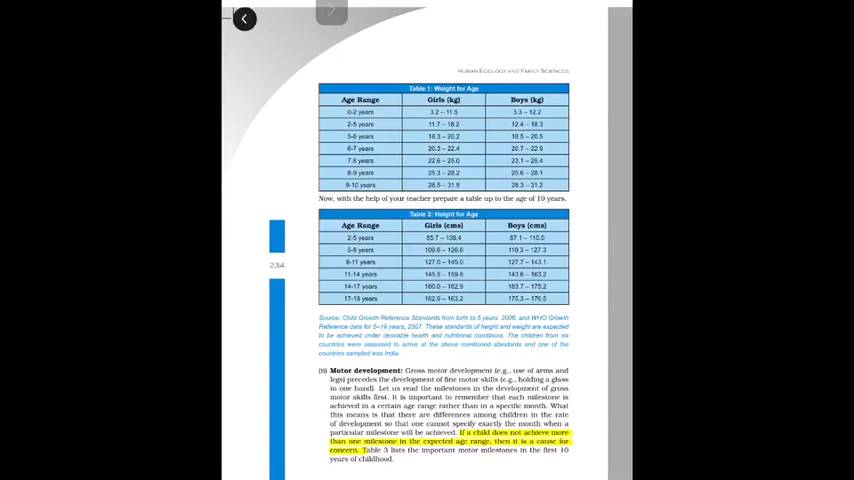 HUMAN ECOLOGY AND FAMILY SCIENCES
Table 1: Weight for Age
Age Range Girls (kg) Boys (kg)
0-2 years 3.2 – 11.5 3.3 – 12.2
2-5 years 11.7 – 18.2 12.4 – 18.3
5-6 years 18.3 – 20.2 18.5 – 20.5
6-7 years 20.3 – 22.4 20.7 – 22.9
7.8 years 22.6 – 25.0 23.1 – 25.4
8-9 years 25.3 – 28.2 25.6 – 28.1
9-10 years 28.5 – 31.9 28.3 – 31.2
Now, with the help of your teacher prepare a table up to the age of 19 years.
Table 2: Height for Age
Age Range Girls (cms) Boys (cms)
2-5 years 85.7 – 109.4 87.1 – 110.0
5-8 years 109.6 – 126.6 110.3 – 127.3
8-11 years 127.0 – 145.0 127.7 – 143.1
11-14 years 145.5 – 159.8 143.6 – 163.2
14-17 years 160.0 – 162.9 163.7 – 175.2
17-19 years 162.9 – 163.2 175.3 – 176.5
234
Source: Child Growth Reference Standards from birth to 5 years, 2006, and WHO Growth
Reference data for 5–19 years, 2007. These standards of height and weight are expected
to be achieved under desirable health and nutritional conditions. The children from six
countries were assessed to arrive at the above mentioned standards and one of the
countries sampled was India.
Motor development: Gross motor development (e.g., use of arms and
legs) precedes the development of fine motor skills (e.g., holding a glass
in one hand). Let us read the milestones in the development of gross
motor skills first. It is important to remember that each milestone is
achieved in a certain age range rather than in a specific month. What
this means is that there are differences among children in the rate
of development so that one cannot specify exactly the month when a
particular milestone will be achieved. If a child does not achieve more
than one milestone in the expected age range, then it is a cause for
concern. Table 3 lists the important motor milestones in the first 10
years of childhood.